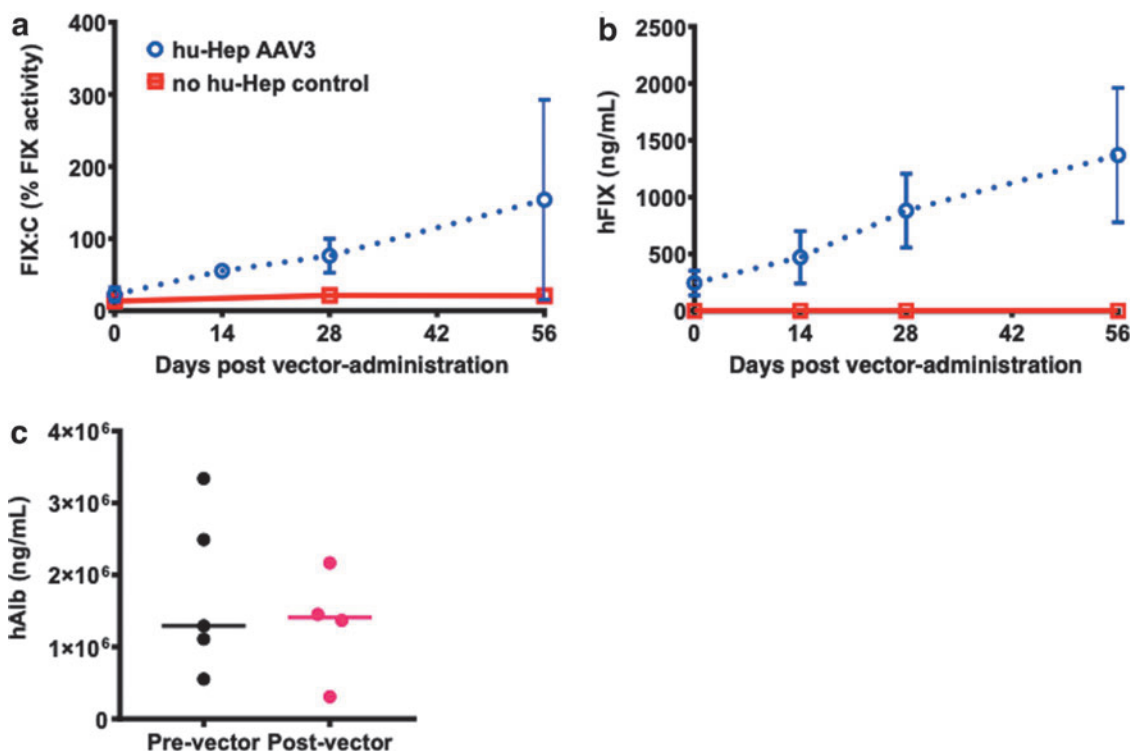 a
400
300
200
100
0
FIX:C (% FIX activity)
hu-Hep AAV3
no hu-Hep control
0 14 28 42 56
Days post vector-administration
b
2500
2000
1500
1000
500
0
hFIX (ng/mL)
0 14 28 42 56
Days post vector-administration
c
4×10⁶
3×10⁶
2×10⁶
1×10⁶
0
hAlb (ng/mL)
Pre-vector Post-vector